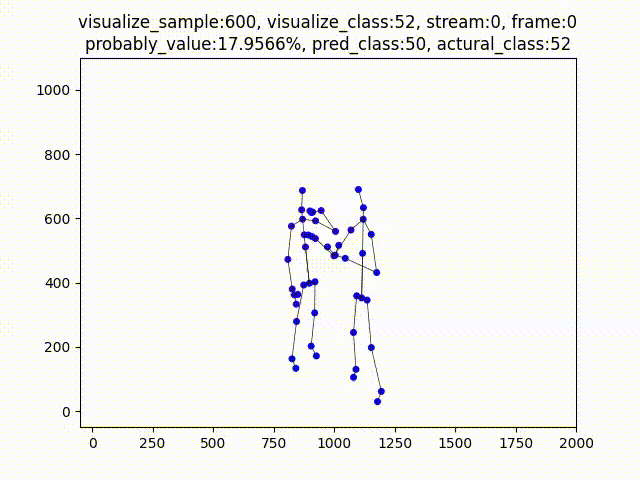 visualize_sample:600, visualize_class:52, stream:0, frame:0
probably_value:17.9566%, pred_class:50, actural_class:52
1000
800
600
400
200
0
0 250 500 750 1000 1250 1500 1750 2000